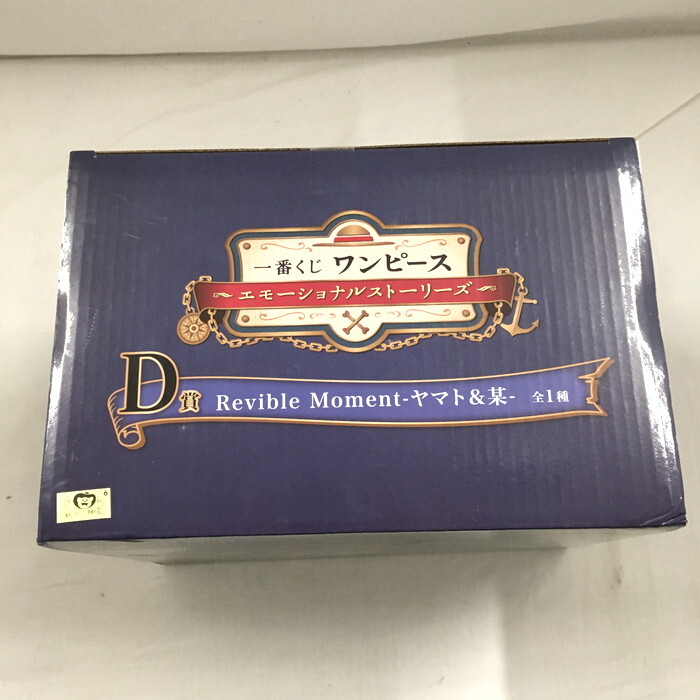 一番くじ ワンピース
エモーショナルストーリーズ
D賞 Revible Moment-ヤマト&某- 全1種
6